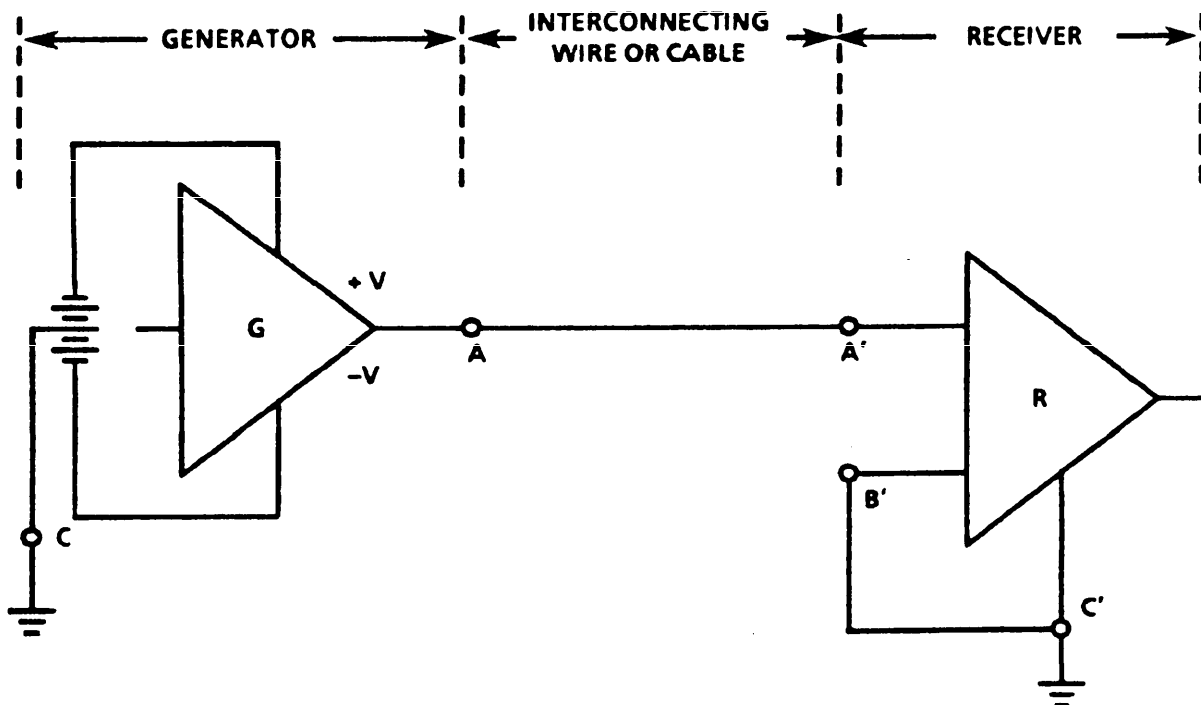 GENERATOR
INTERCONNECTING
WIRE OR CABLE
RECEIVER
+ V
G
–V
A
A'
R
B'
C
C'